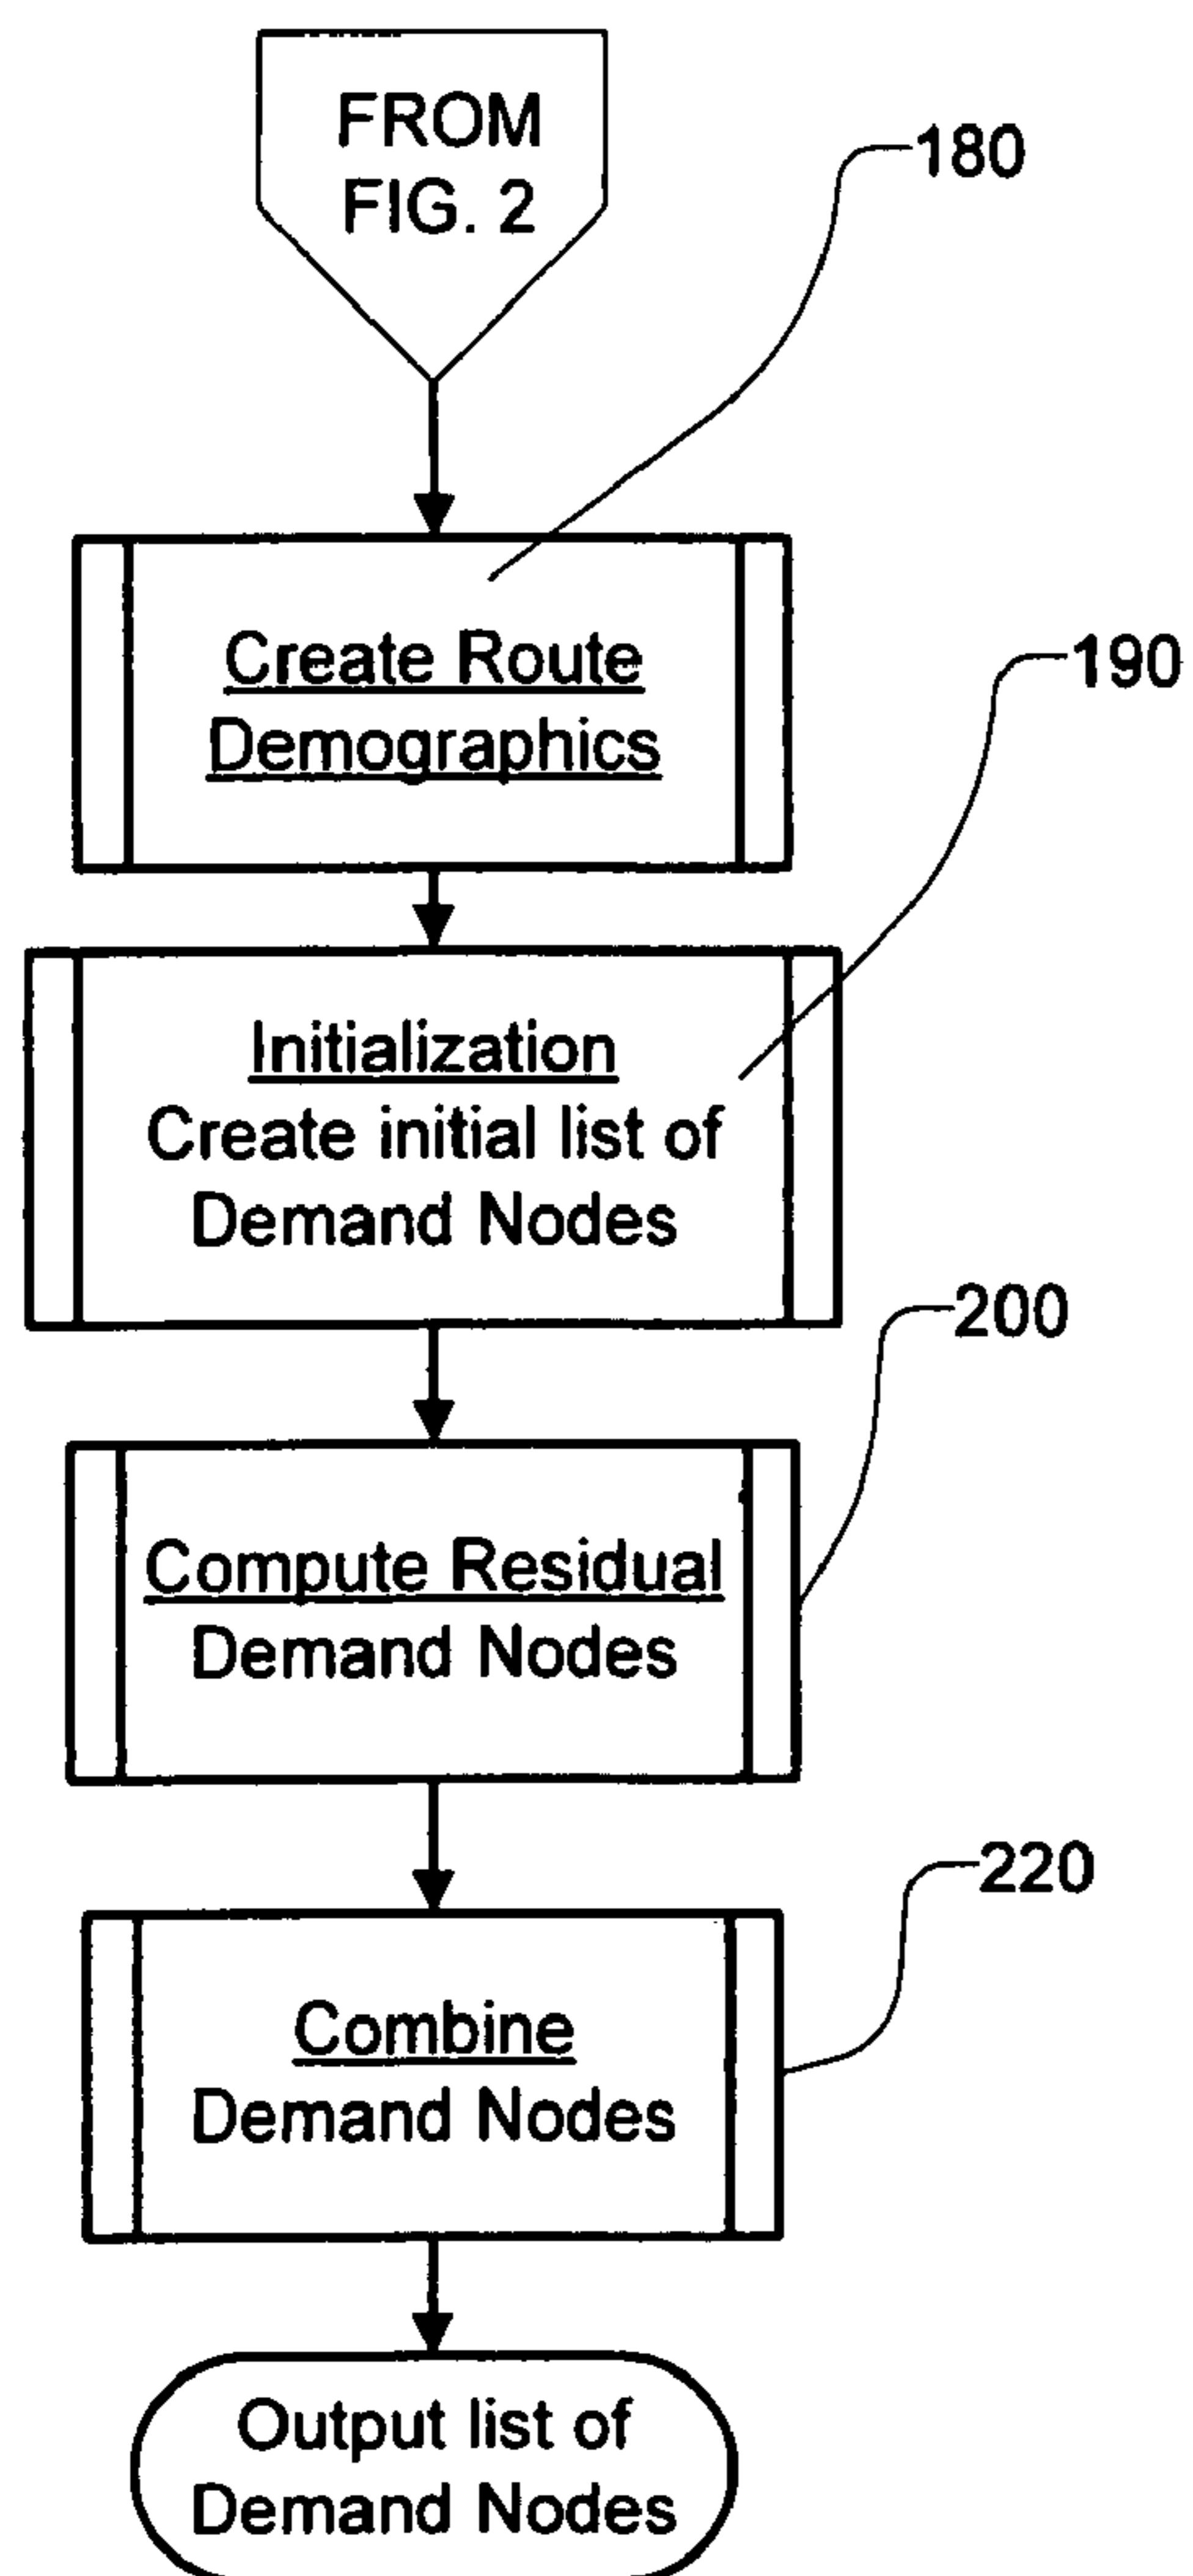 FROM
FIG. 2
180
Create Route
Demographics
190
Initialization
Create initial list of
Demand Nodes
200
Compute Residual
Demand Nodes
220
Combine
Demand Nodes
Output list of
Demand Nodes